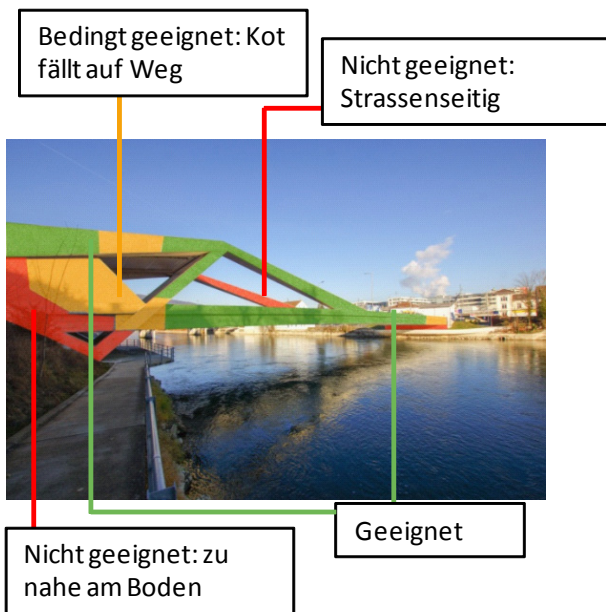 Bedingt geeignet: Kot
fällt auf Weg
Nicht geeignet:
Strassenseitig
Geeignet
Nicht geeignet: zu
nahe am Boden